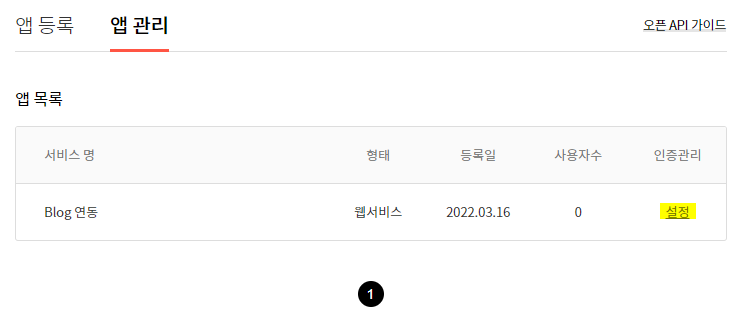 앱 등록 앱 관리 오픈 API 가이드
앱 목록
서비스 명 형태 등록일 사용자수 인증관리
Blog 연동 웹서비스 2022.03.16 0 설정
1